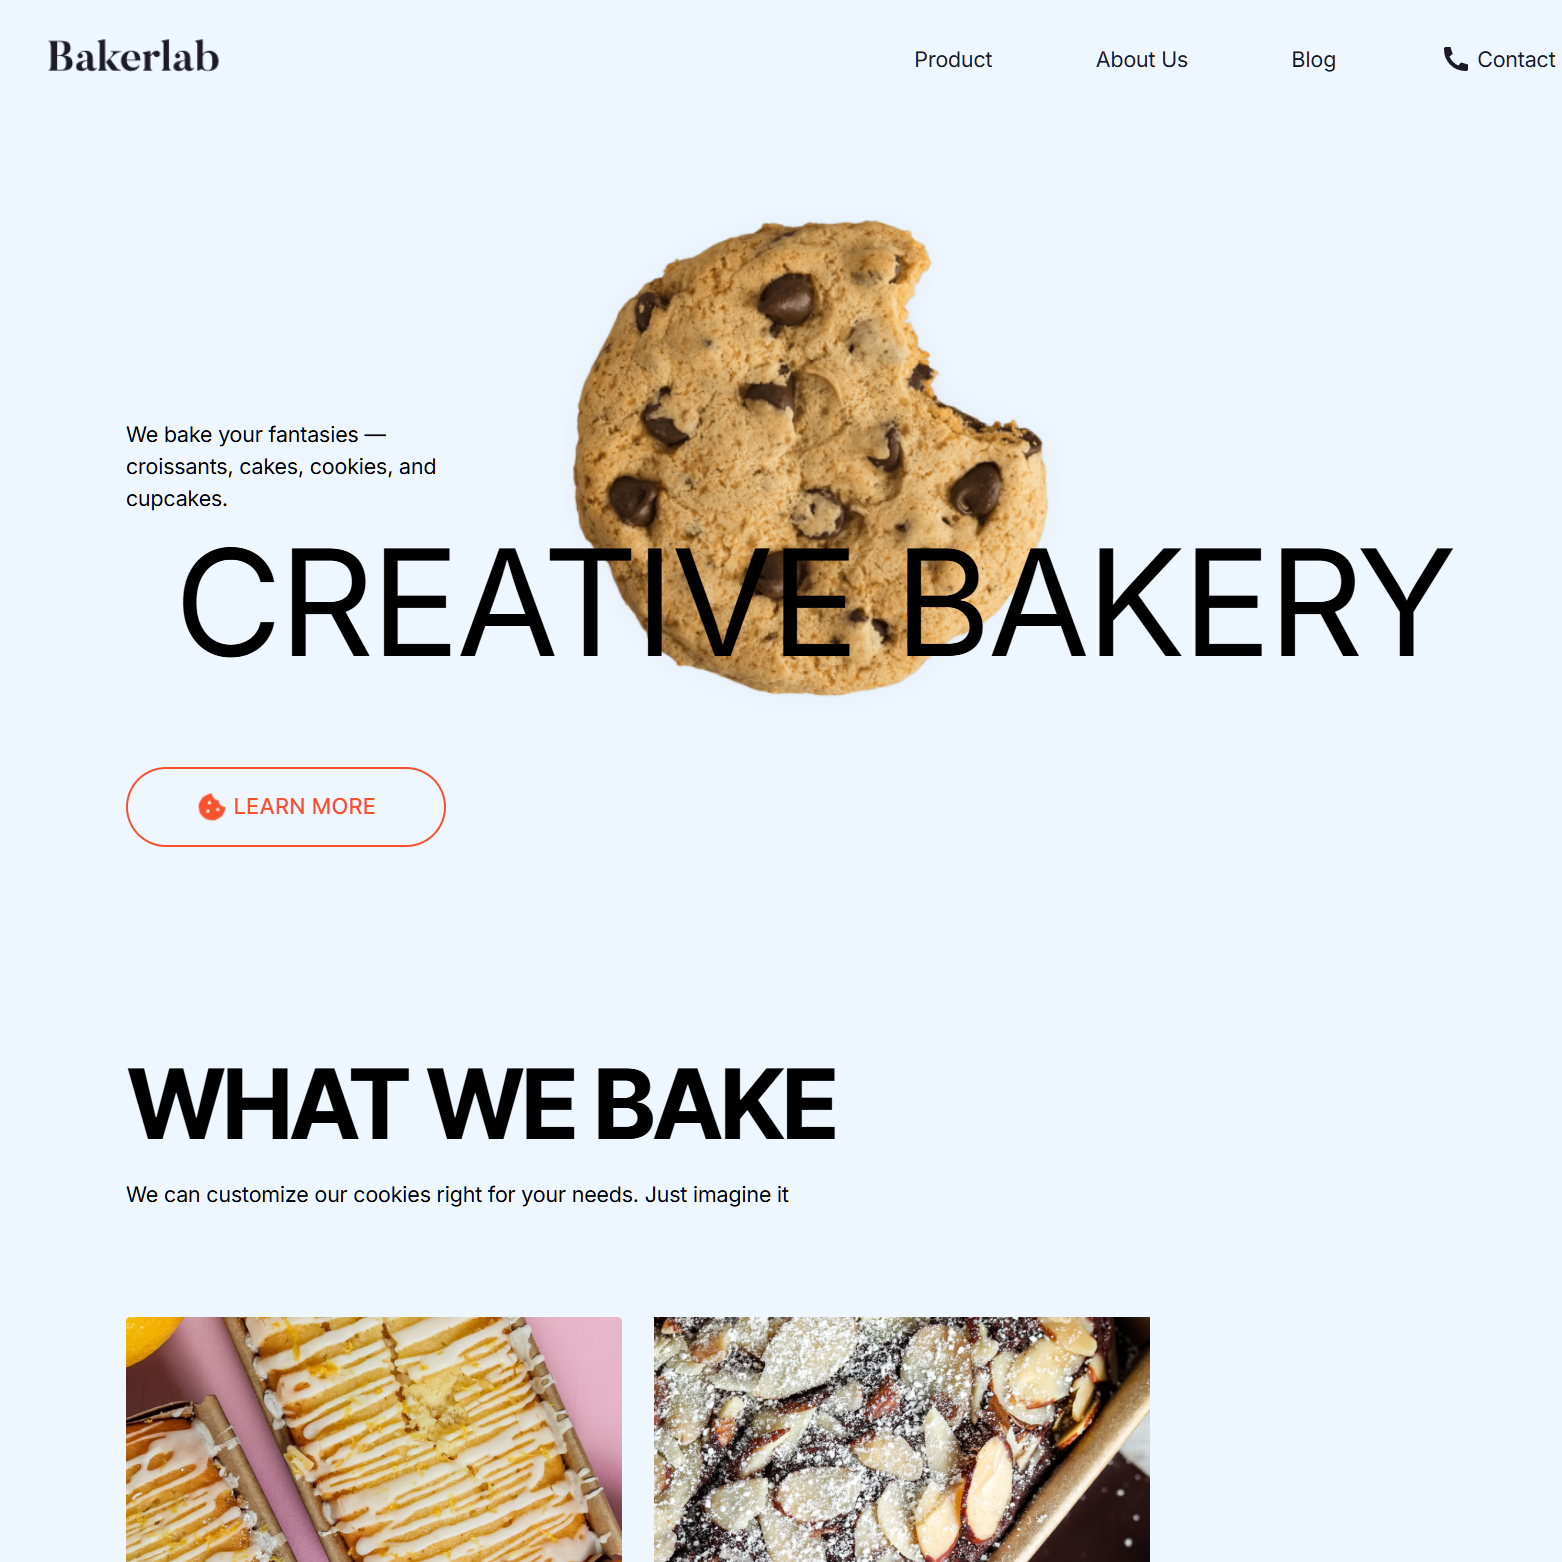 Bakerlab
Product
About Us
Blog
Contact
We bake your fantasies —
croissants, cakes, cookies, and
cupcakes.
CREATIVE BAKERY
LEARN MORE
WHAT WE BAKE
We can customize our cookies right for your needs. Just imagine it